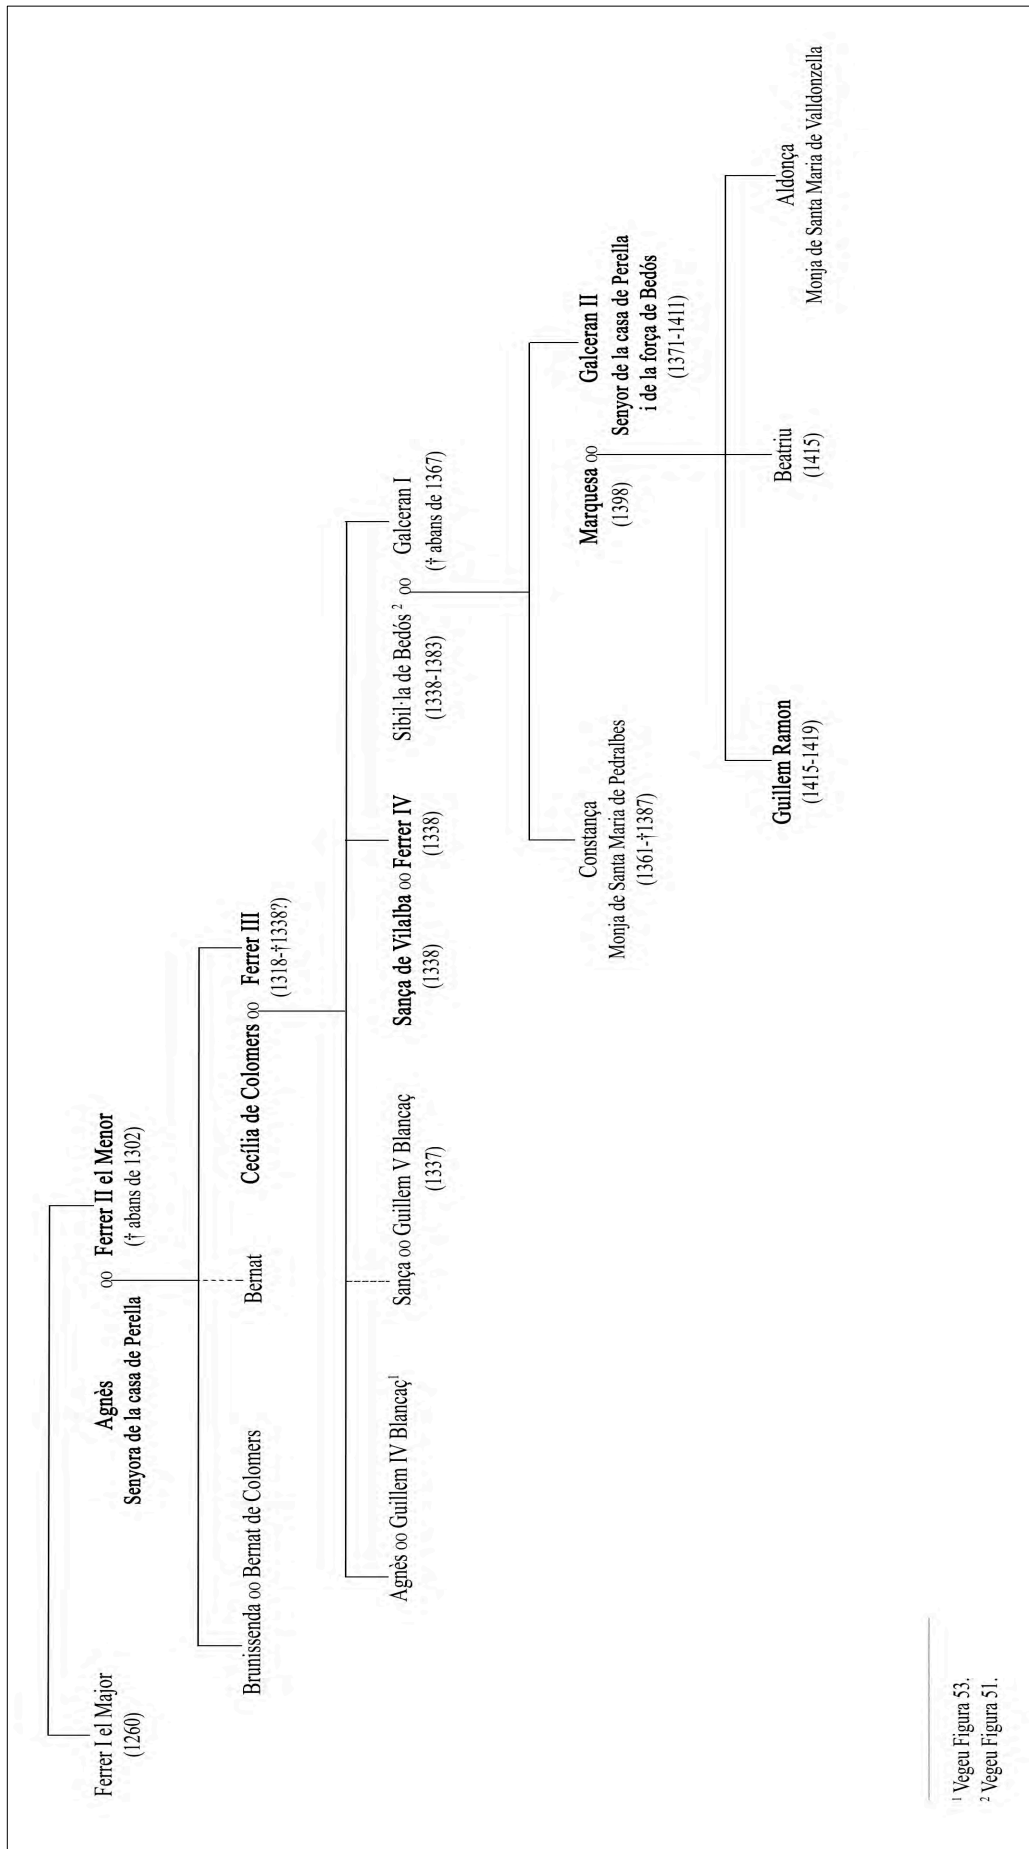 Ferrer I el Major
(1260)
Agnès
Senyora de la casa de Perella
oo
Ferrer II el Menor
(† abans de 1302)
Brunissenda oo Bernat de Colomers
Bernat
Cecília de Colomers oo Ferrer III
(1318-†1338?)
Agnès oo Guillem IV Blancaç¹
Sança oo Guillem V Blancaç
(1337)
Sança de Vilalba oo Ferrer IV
(1338)
(1338)
Sibil·la de Bedós ² oo Galceran I
(1338-1383)
(† abans de 1367)
Constança
Monja de Santa Maria de Pedralbes
(1361-†1387)
Marquesa oo
(1398)
Galceran II
Senyor de la casa de Perella
i de la força de Bedós
(1371-1411)
Guillem Ramon
(1415-1419)
Beatriu
(1415)
Aldonça
Monja de Santa Maria de Valldonzella
¹ Vegeu Figura 53.
² Vegeu Figura 51.